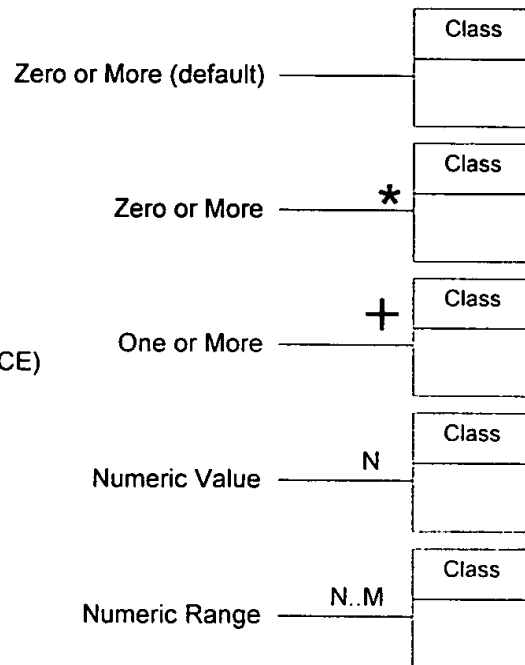 Class
Zero or More (default)
Class
Zero or More *
Class
+
One or More
CE)
Class
N
Numeric Value
Class
N..M
Numeric Range